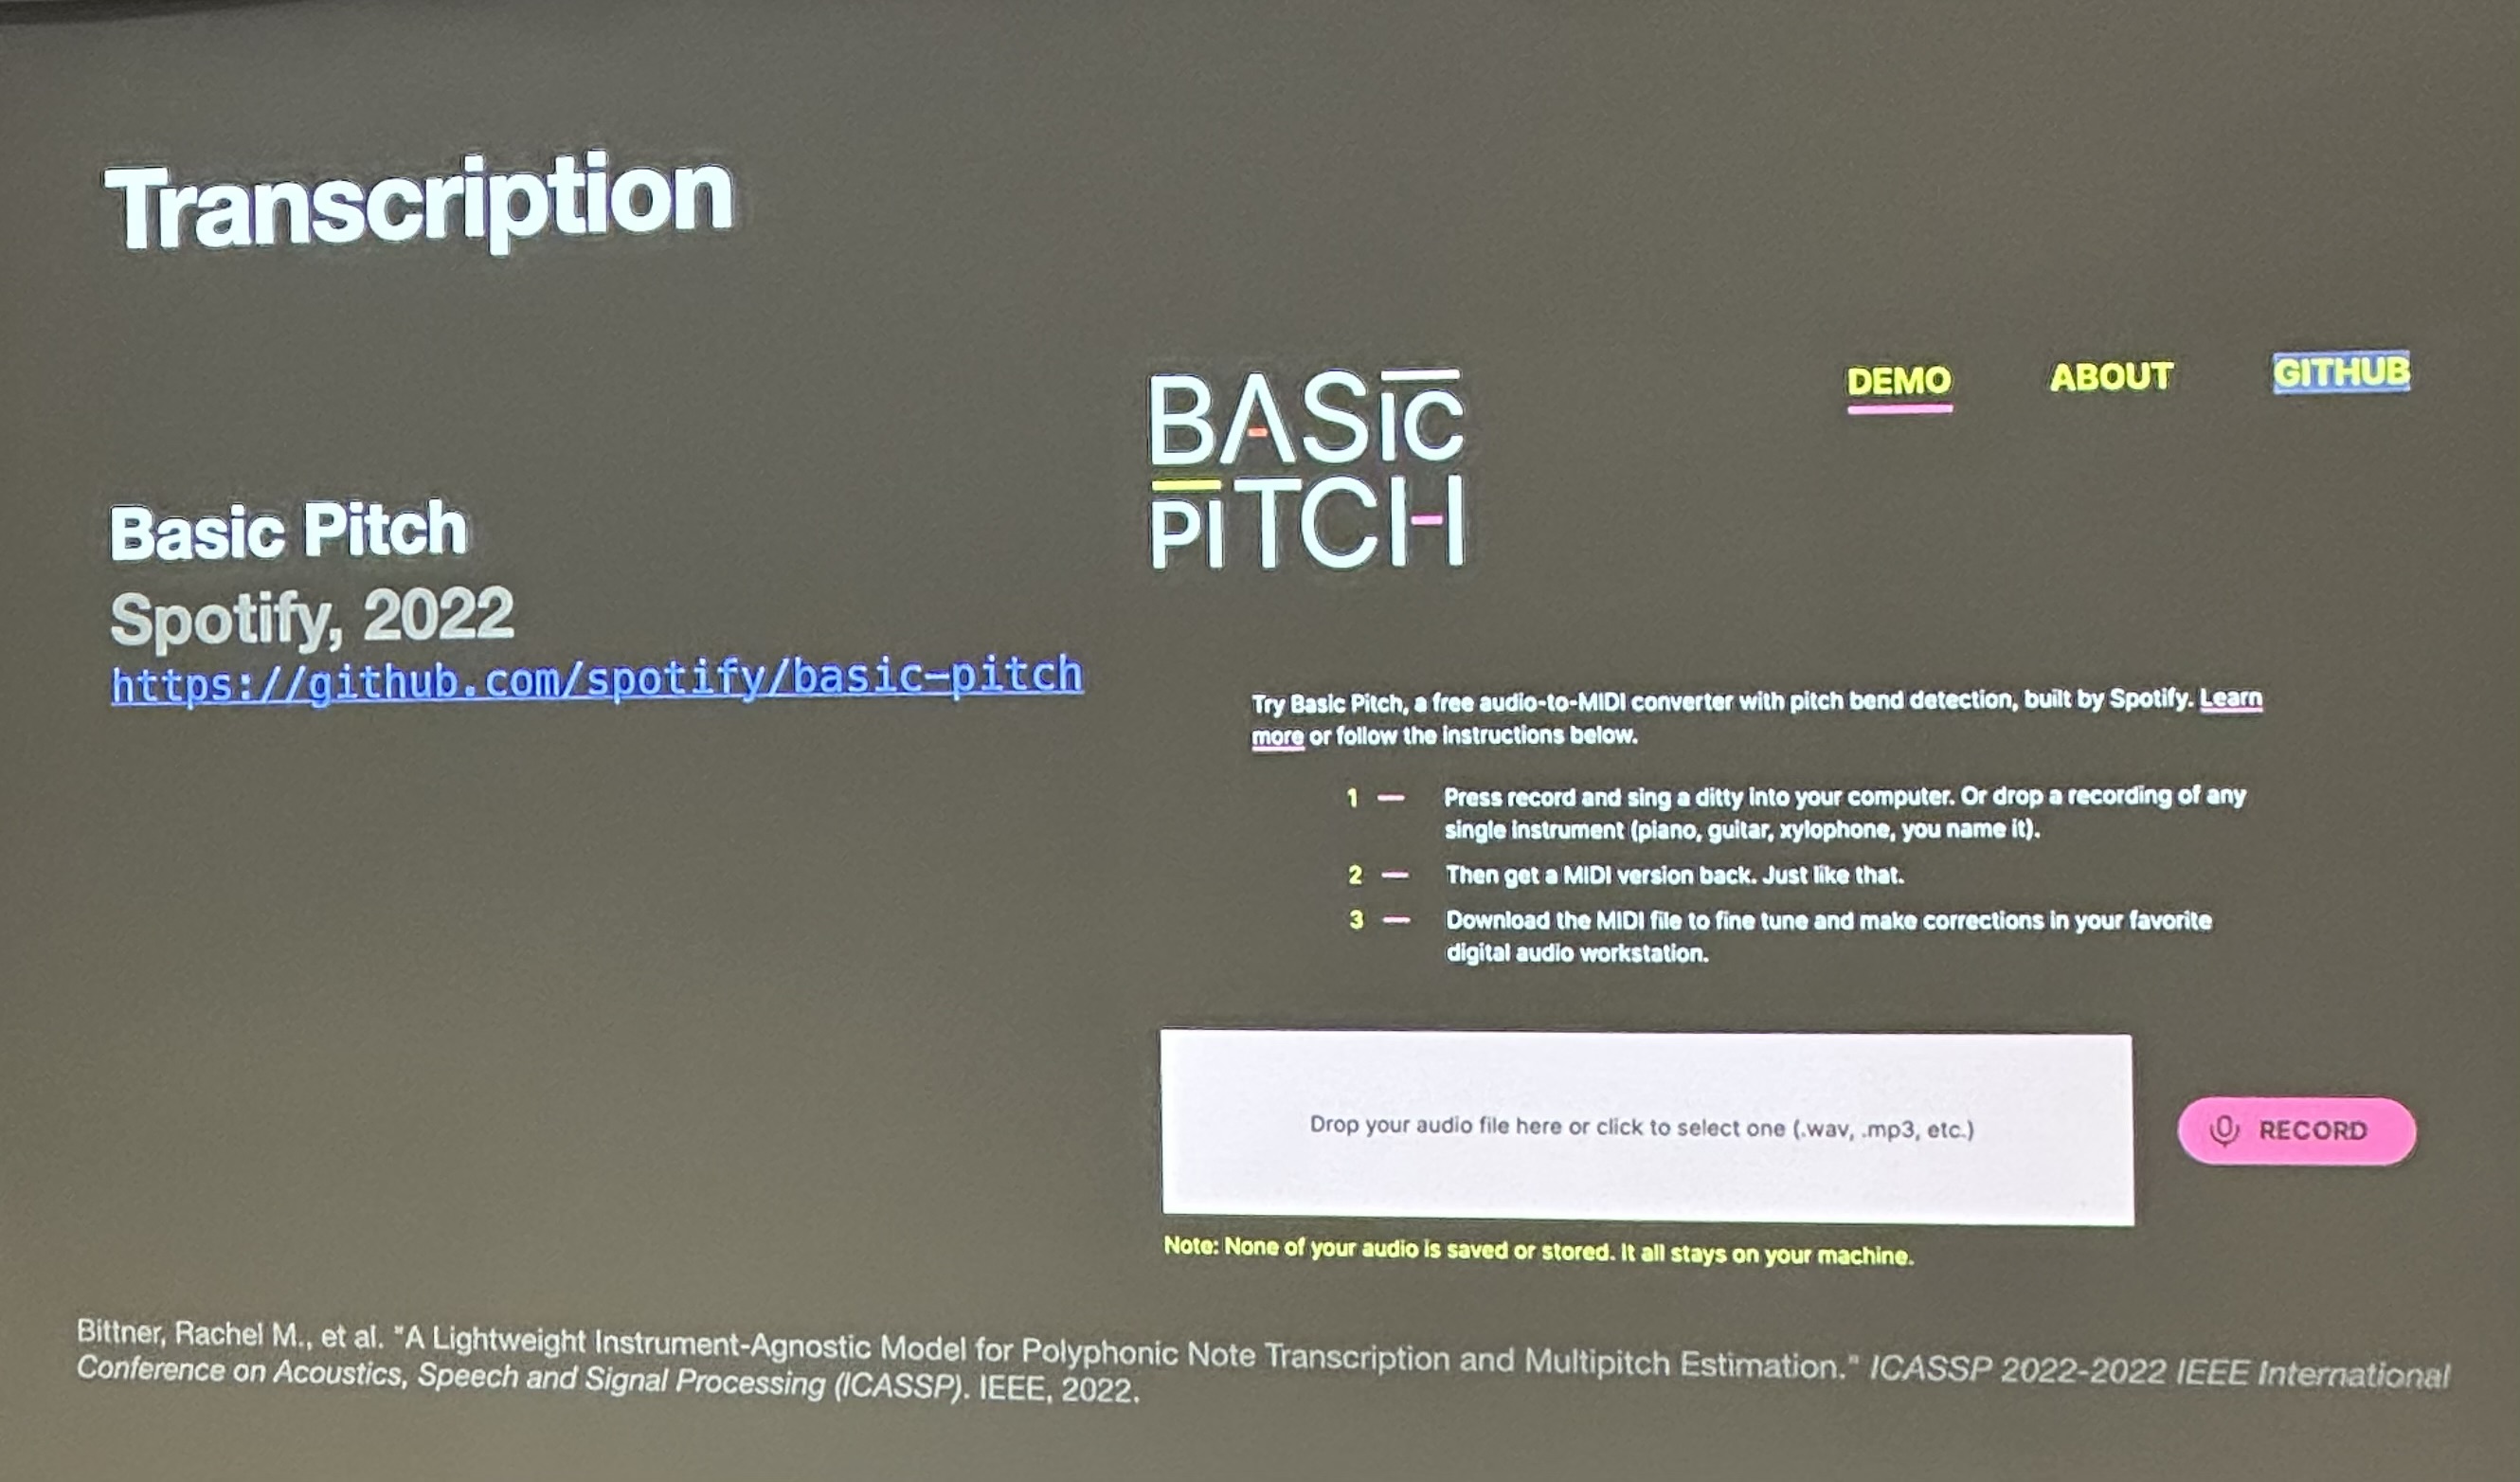 Transcription
Basic Pitch
Spotify, 2022
https://github.com/spotify/basic-pitch
BASIC
PITCH
DEMO ABOUT GITHUB
Try Basic Pitch, a free audio-to-MIDI converter with pitch bend detection, built by Spotify. Learn
more or follow the instructions below.
1 — Press record and sing a ditty into your computer. Or drop a recording of any
single instrument (piano, guitar, xylophone, you name it).
2 — Then get a MIDI version back. Just like that.
3 — Download the MIDI file to fine tune and make corrections in your favorite
digital audio workstation.
Drop your audio file here or click to select one (.wav, .mp3, etc.)
RECORD
Note: None of your audio is saved or stored. It all stays on your machine.
Bittner, Rachel M., et al. "A Lightweight Instrument-Agnostic Model for Polyphonic Note Transcription and Multipitch Estimation." ICASSP 2022-2022 IEEE International
Conference on Acoustics, Speech and Signal Processing (ICASSP). IEEE, 2022.